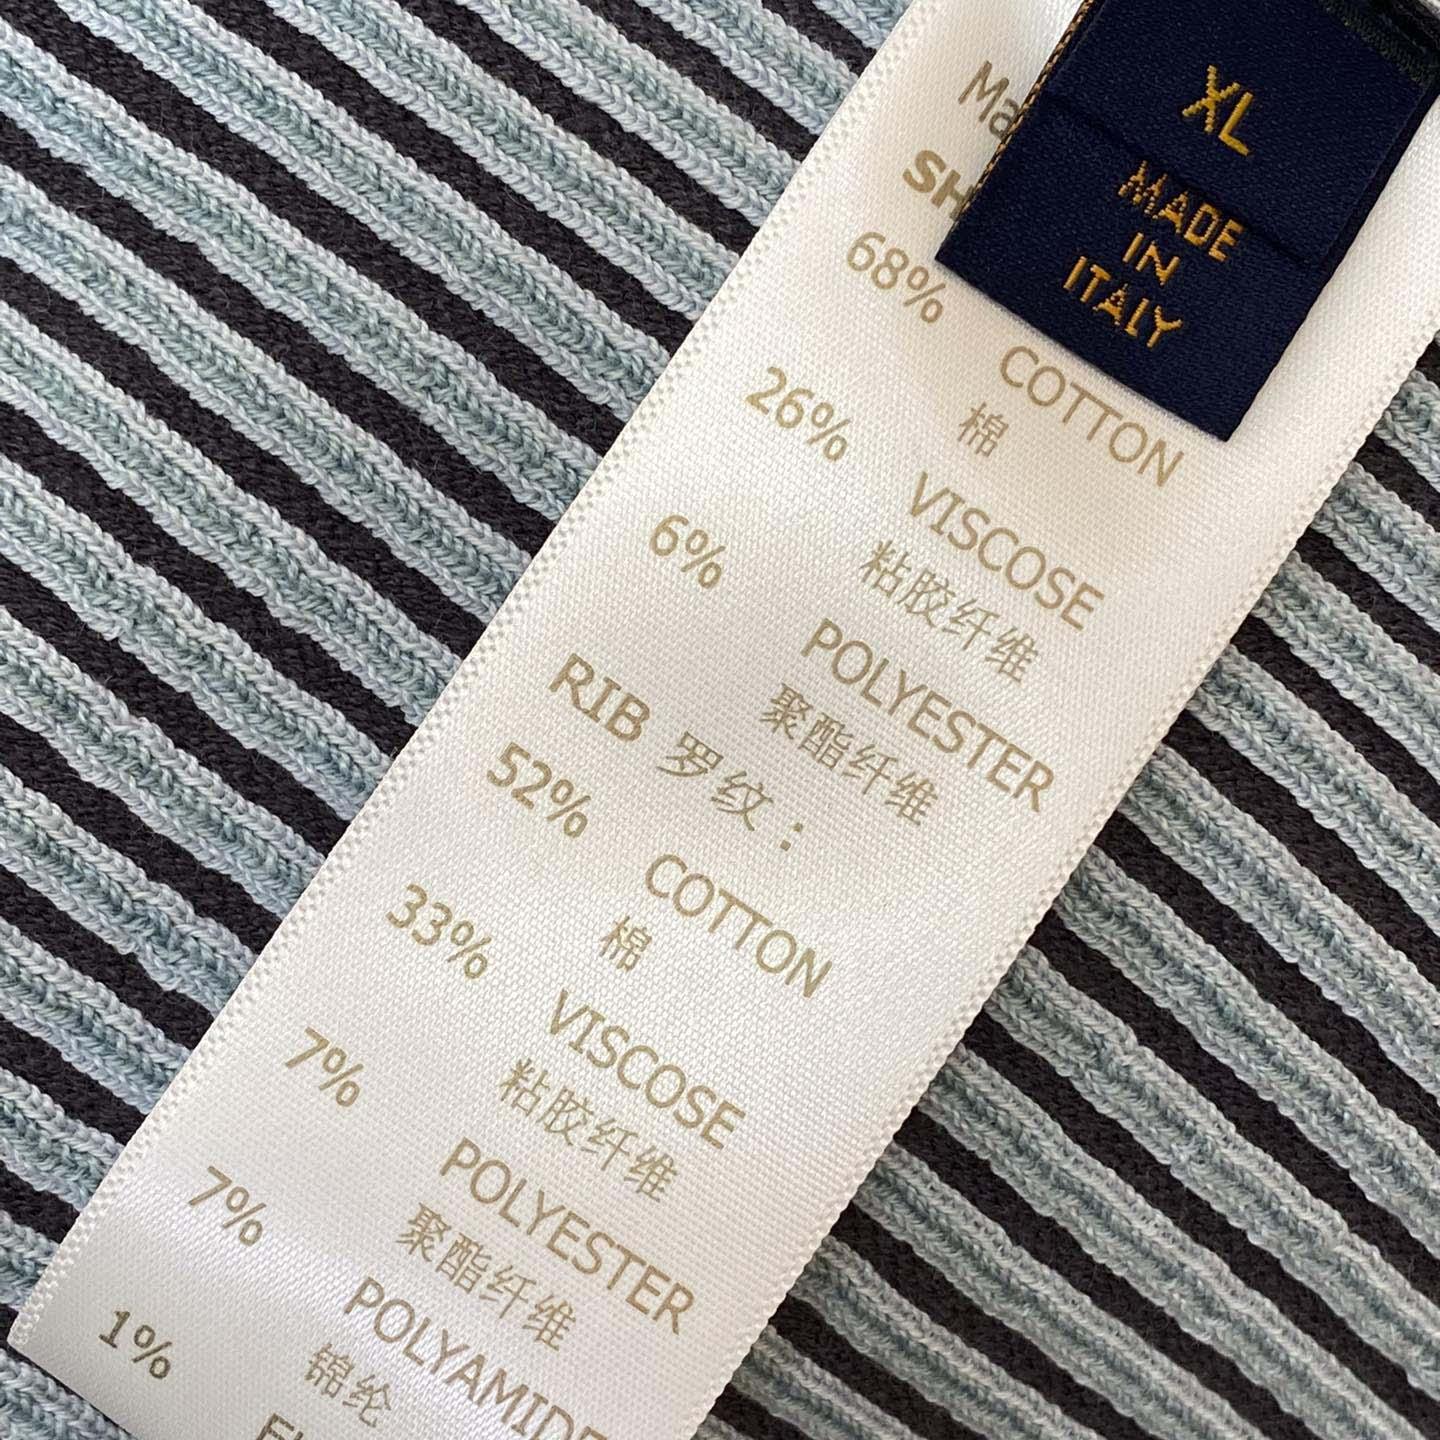 XL
MADE
IN
ITALY
68%
COTTON
棉
26%
VISCOSE
粘胶纤维
6%
POLYESTER
聚酯纤维
RIB 罗纹：
52%
COTTON
棉
33%
VISCOSE
粘胶纤维
7%
POLYESTER
聚酯纤维
7%
POLYAMIDE
锦纶
1%